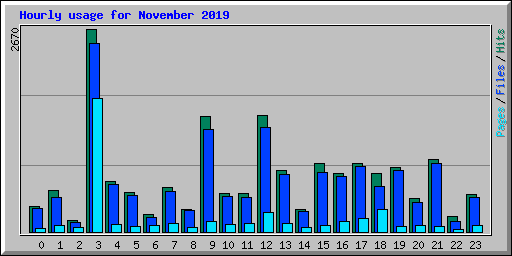 Hourly usage for November 2019
2670
Pages / Files / Hits
0 1 2 3 4 5 6 7 8 9 10 11 12 13 14 15 16 17 18 19 20 21 22 23